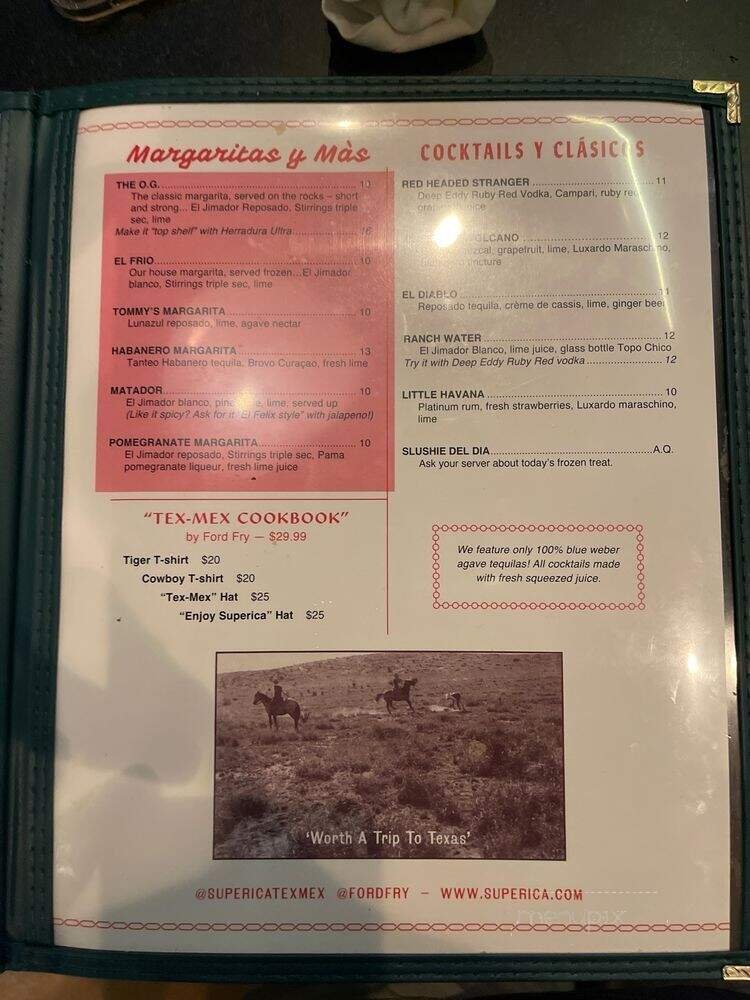 Margaritas y Màs
THE O.G. 10
The classic margarita, served on the rocks – short
and strong... El Jimador Reposado, Stirrings triple
sec, lime
Make it "top shelf" with Herradura Ultra 16
EL FRIO 10
Our house margarita, served frozen...El Jimador
blanco, Stirrings triple sec, lime
TOMMY'S MARGARITA 10
Lunazul reposado, lime, agave nectar
HABANERO MARGARITA 13
Tanteo Habanero tequila, Brovo Curaçao, fresh lime
MATADOR 10
El Jimador blanco, lime, served up
(Like it spicy? Ask for it "El Felix style" with jalapeño!)
POMEGRANATE MARGARITA 10
El Jimador reposado, Stirrings triple sec, Pama
pomegranate liqueur, fresh lime juice
"TEX-MEX COOKBOOK"
by Ford Fry — $29.99
Tiger T-shirt $20
Cowboy T-shirt $20
"Tex-Mex" Hat $25
"Enjoy Superica" Hat $25
COCKTAILS Y CLÁSICOS
RED HEADED STRANGER 11
Deep Eddy Ruby Red Vodka, Campari, ruby red
juice
12
grapefruit, lime, Luxardo Maraschino,
EL DIABLO 11
Reposado tequila, crème de cassis, lime, ginger beer
RANCH WATER 12
El Jimador Blanco, lime juice, glass bottle Topo Chico
Try it with Deep Eddy Ruby Red vodka 12
LITTLE HAVANA 10
Platinum rum, fresh strawberries, Luxardo maraschino,
lime
SLUSHIE DEL DIA A.Q.
Ask your server about today's frozen treat.
We feature only 100% blue weber
agave tequilas! All cocktails made
with fresh squeezed juice.
'Worth A Trip To Texas'
@SUPERICATEXMEX @FORDFRY – WWW.SUPERICA.COM
menupix